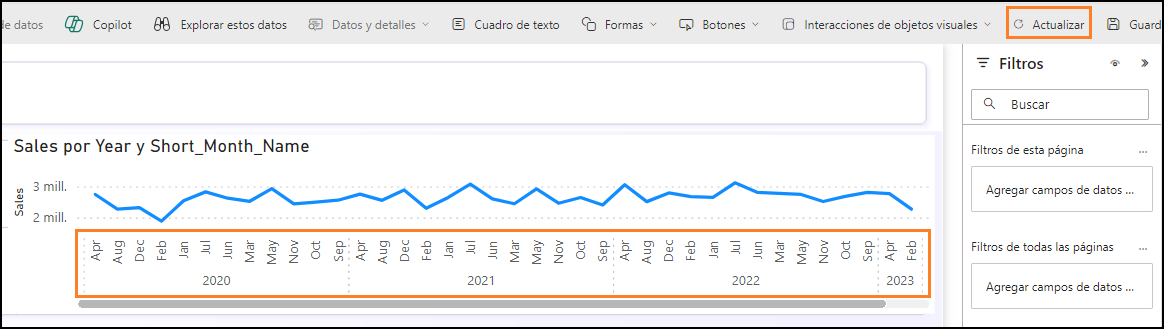 de datos Copilot Explorar estos datos Datos y detalles Cuadro de texto Formas Botones Interacciones de objetos visuales Actualizar Guard
Filtros
Buscar
Sales por Year y Short_Month_Name
Filtros de esta página ...
3 mill.
Agregar campos de datos ...
Sales
2 mill.
Apr Aug Dec Feb Jan Jul Jun Mar May Nov Oct Sep Apr Aug Dec Feb Jan Jul Jun Mar May Nov Oct Sep Apr Aug Dec Feb Jan Jul Jun Mar May Nov Oct Sep Apr Feb
Filtros de todas las páginas ...
2020 2021 2022 2023
Agregar campos de datos ...